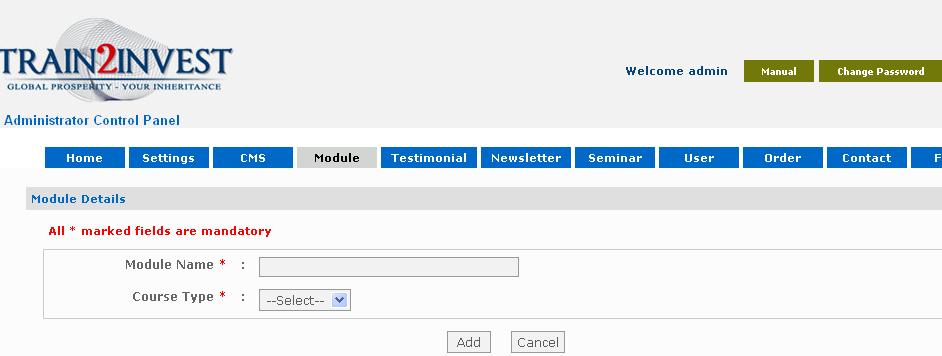 TRAIN2INVEST
GLOBAL PROSPERITY - YOUR INHERITANCE
Welcome admin
Manual
Change Password
Administrator Control Panel
Home Settings CMS Module Testimonial Newsletter Seminar User Order Contact F
Module Details
All * marked fields are mandatory
Module Name * :
Course Type * : --Select--
Add Cancel